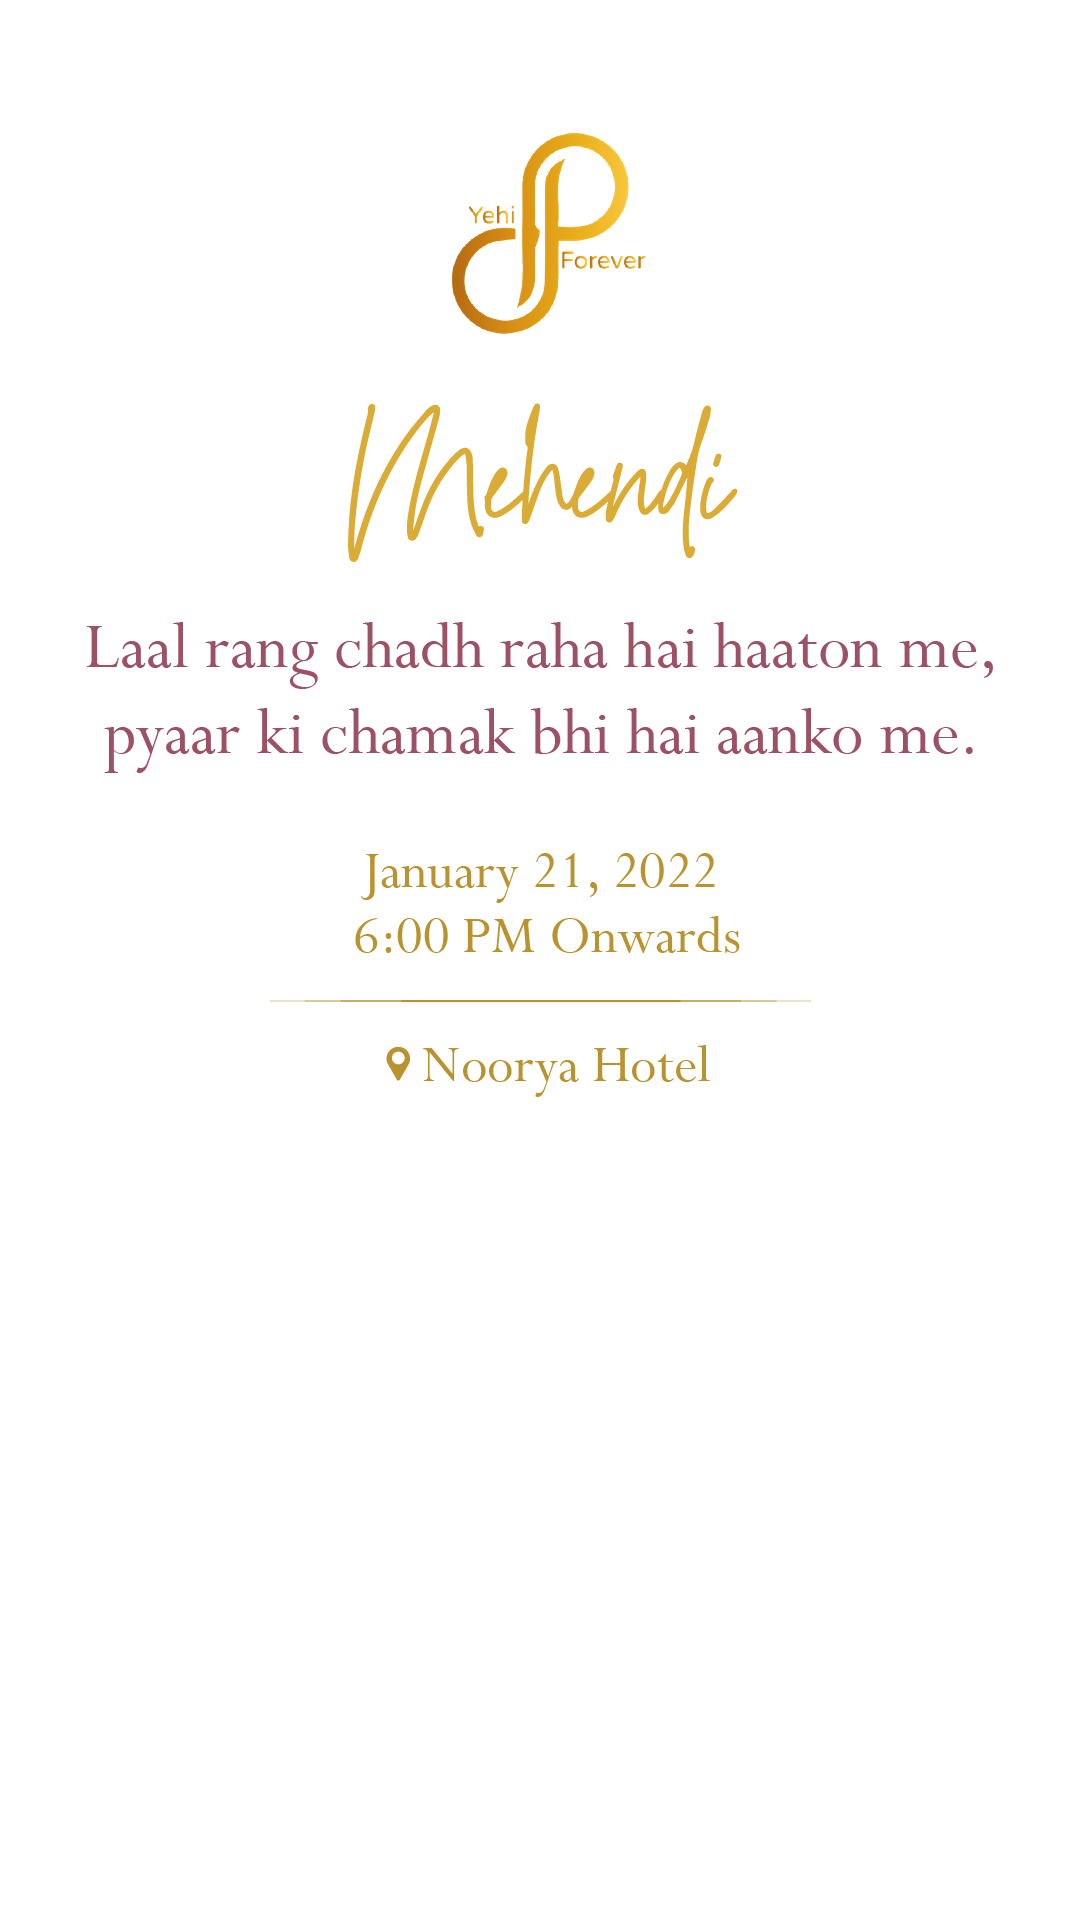 Yehi
Forever
Mehendi
Laal rang chadh raha hai haaton me,
pyaar ki chamak bhi hai aanko me.
January 21, 2022
6:00 PM Onwards
Noorya Hotel